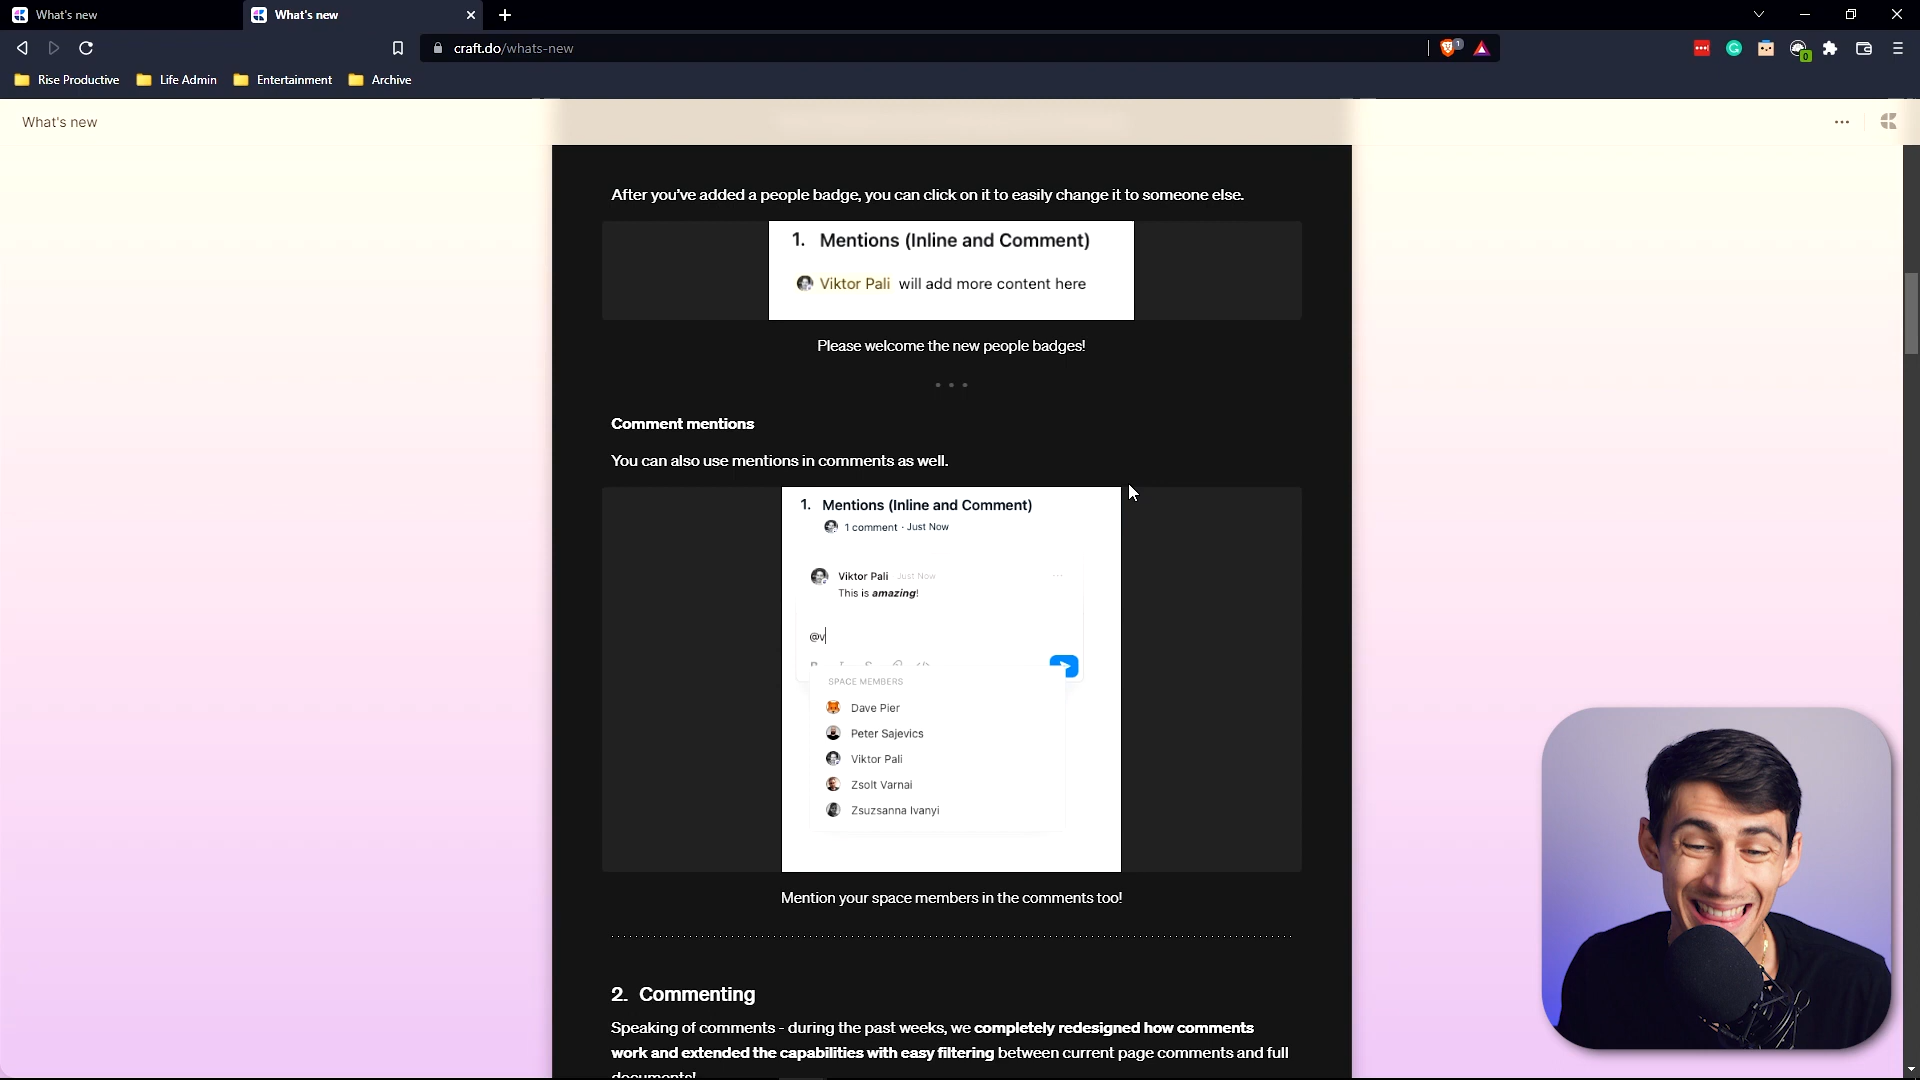 What's new
What's new
craft.do/whats-new
1
0
Rise Productive
Life Admin
Entertainment
Archive
What's new
After you've added a people badge, you can click on it to easily change it to someone else.
1. Mentions (Inline and Comment)
Viktor Pali will add more content here
Please welcome the new people badges!
Comment mentions
You can also use mentions in comments as well.
1. Mentions (Inline and Comment)
1 comment · Just Now
Viktor Pali Just Now
This is amazing!
@v
SPACE MEMBERS
Dave Pier
Peter Sajevics
Viktor Pali
Zsolt Varnai
Zsuzsanna Ivanyi
Mention your space members in the comments too!
2. Commenting
Speaking of comments - during the past weeks, we completely redesigned how comments
work and extended the capabilities with easy filtering between current page comments and full
documents!